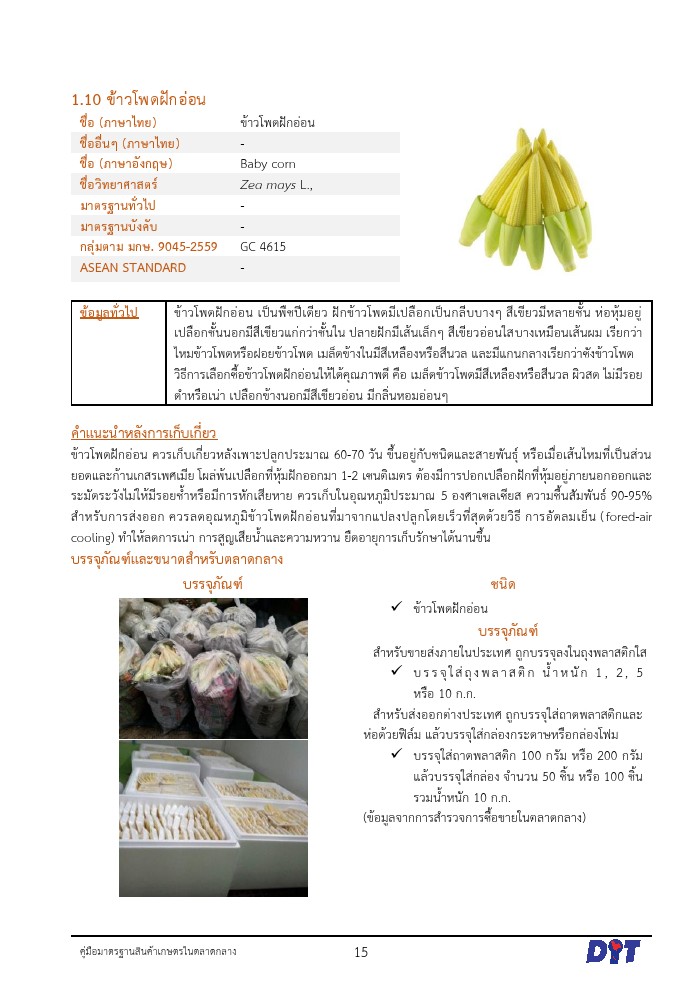 1.10 ข้าวโพดฝักอ่อน
ชื่อ (ภาษาไทย) ข้าวโพดฝักอ่อน
ชื่ออื่นๆ (ภาษาไทย) -
ชื่อ (ภาษาอังกฤษ) Baby corn
ชื่อวิทยาศาสตร์ Zea mays L.,
มาตรฐานทั่วไป -
มาตรฐานบังคับ -
กลุ่มตาม มกษ. 9045-2559 GC 4615
ASEAN STANDARD -
ข้อมูลทั่วไป ข้าวโพดฝักอ่อน เป็นพืชปีเดียว ฝักข้าวโพดมีเปลือกเป็นกลีบบางๆ สีเขียวมีหลายชั้น ห่อหุ้มอยู่
เปลือกชั้นนอกมีสีเขียวแก่กว่าชั้นใน ปลายฝักมีเส้นเล็กๆ สีเขียวอ่อนใสบางเหมือนเส้นผม เรียกว่า
ไหมข้าวโพดหรือฝอยข้าวโพด เมล็ดข้างในมีสีเหลืองหรือสีนวล และมีแกนกลางเรียกว่าซังข้าวโพด
วิธีการเลือกซื้อข้าวโพดฝักอ่อนให้ได้คุณภาพดี คือ เมล็ดข้าวโพดมีสีเหลืองหรือสีนวล ผิวสด ไม่มีรอย
ดำหรือเน่า เปลือกข้างนอกมีสีเขียวอ่อน มีกลิ่นหอมอ่อนๆ
คำแนะนำหลังการเก็บเกี่ยว
ข้าวโพดฝักอ่อน ควรเก็บเกี่ยวหลังเพาะปลูกประมาณ 60-70 วัน ขึ้นอยู่กับชนิดและสายพันธุ์ หรือเมื่อเส้นไหมที่เป็นส่วน
ยอดและก้านเกสรเพศเมีย โผล่พ้นเปลือกที่หุ้มฝักออกมา 1-2 เซนติเมตร ต้องมีการปอกเปลือกฝักที่หุ้มอยู่ภายนอกออกและ
ระมัดระวังไม่ให้มีรอยช้ำหรือมีการหักเสียหาย ควรเก็บในอุณหภูมิประมาณ 5 องศาเซลเซียส ความชื้นสัมพันธ์ 90-95%
สำหรับการส่งออก ควรลดอุณหภูมิข้าวโพดฝักอ่อนที่มาจากแปลงปลูกโดยเร็วที่สุดด้วยวิธี การอัดลมเย็น (fored-air
cooling) ทำให้ลดการเน่า การสูญเสียน้ำและความหวาน ยืดอายุการเก็บรักษาได้นานขึ้น
บรรจุภัณฑ์และขนาดสำหรับตลาดกลาง
บรรจุภัณฑ์
ชนิด
✓ ข้าวโพดฝักอ่อน
บรรจุภัณฑ์
สำหรับขายส่งภายในประเทศ ถูกบรรจุลงในถุงพลาสติกใส
✓ บรรจุใส่ถุงพลาสติก น้ำหนัก 1, 2, 5
หรือ 10 ก.ก.
สำหรับส่งออกต่างประเทศ ถูกบรรจุใส่ถาดพลาสติกและ
ห่อด้วยฟิล์ม แล้วบรรจุใส่กล่องกระดาษหรือกล่องโฟม
✓ บรรจุใส่ถาดพลาสติก 100 กรัม หรือ 200 กรัม
แล้วบรรจุใส่กล่อง จำนวน 50 ชิ้น หรือ 100 ชิ้น
รวมน้ำหนัก 10 ก.ก.
(ข้อมูลจากการสำรวจการซื้อขายในตลาดกลาง)
คู่มือมาตรฐานสินค้าเกษตรในตลาดกลาง 15 DIT